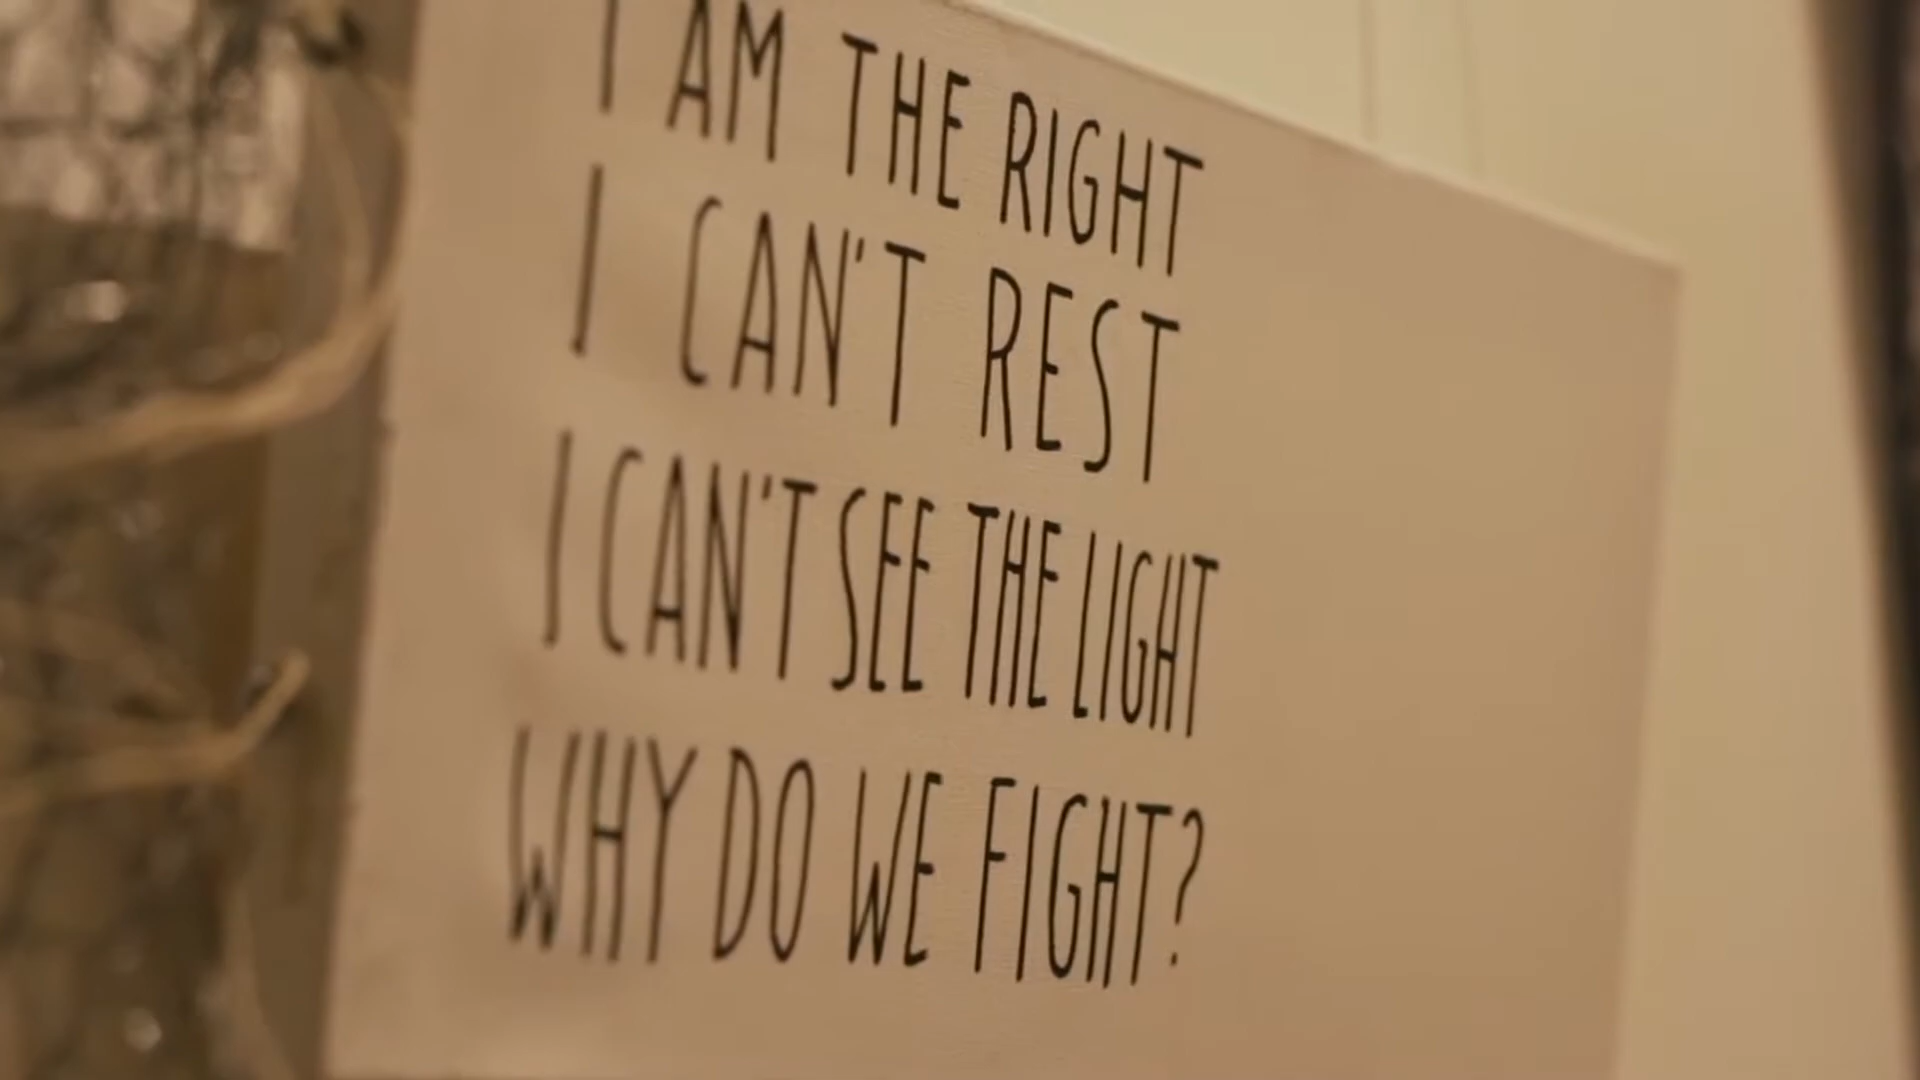 I AM THE RIGHT
I CAN'T REST
I CAN'T SEE THE LIGHT
WHY DO WE FIGHT?